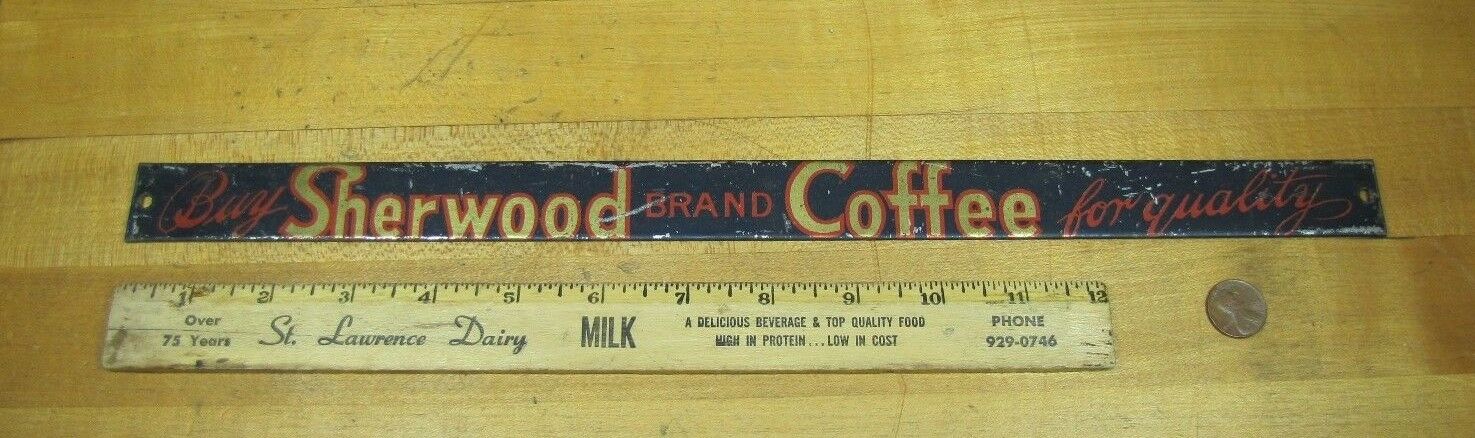 Buy Sherwood BRAND Coffee for quality
1 2 3 4 5 6 7 8 9 10 11 12
Over
75 Years
St. Lawrence Dairy
MILK
A DELICIOUS BEVERAGE & TOP QUALITY FOOD
HIGH IN PROTEIN...LOW IN COST
PHONE
929-0746